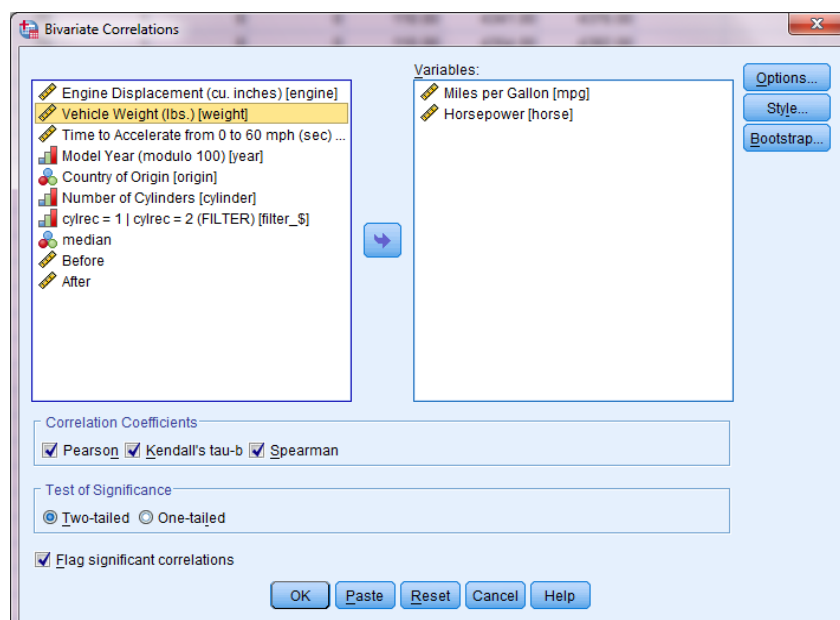 Bivariate Correlations
Variables:
Engine Displacement (cu. inches) [engine]
Vehicle Weight (lbs.) [weight]
Time to Accelerate from 0 to 60 mph (sec) ...
Model Year (modulo 100) [year]
Country of Origin [origin]
Number of Cylinders [cylinder]
cylrec = 1 | cylrec = 2 (FILTER) [filter_$]
median
Before
After
Miles per Gallon [mpg]
Horsepower [horse]
Options...
Style...
Bootstrap...
Correlation Coefficients
Pearson Kendall's tau-b Spearman
Test of Significance
Two-tailed One-tailed
Flag significant correlations
OK Paste Reset Cancel Help